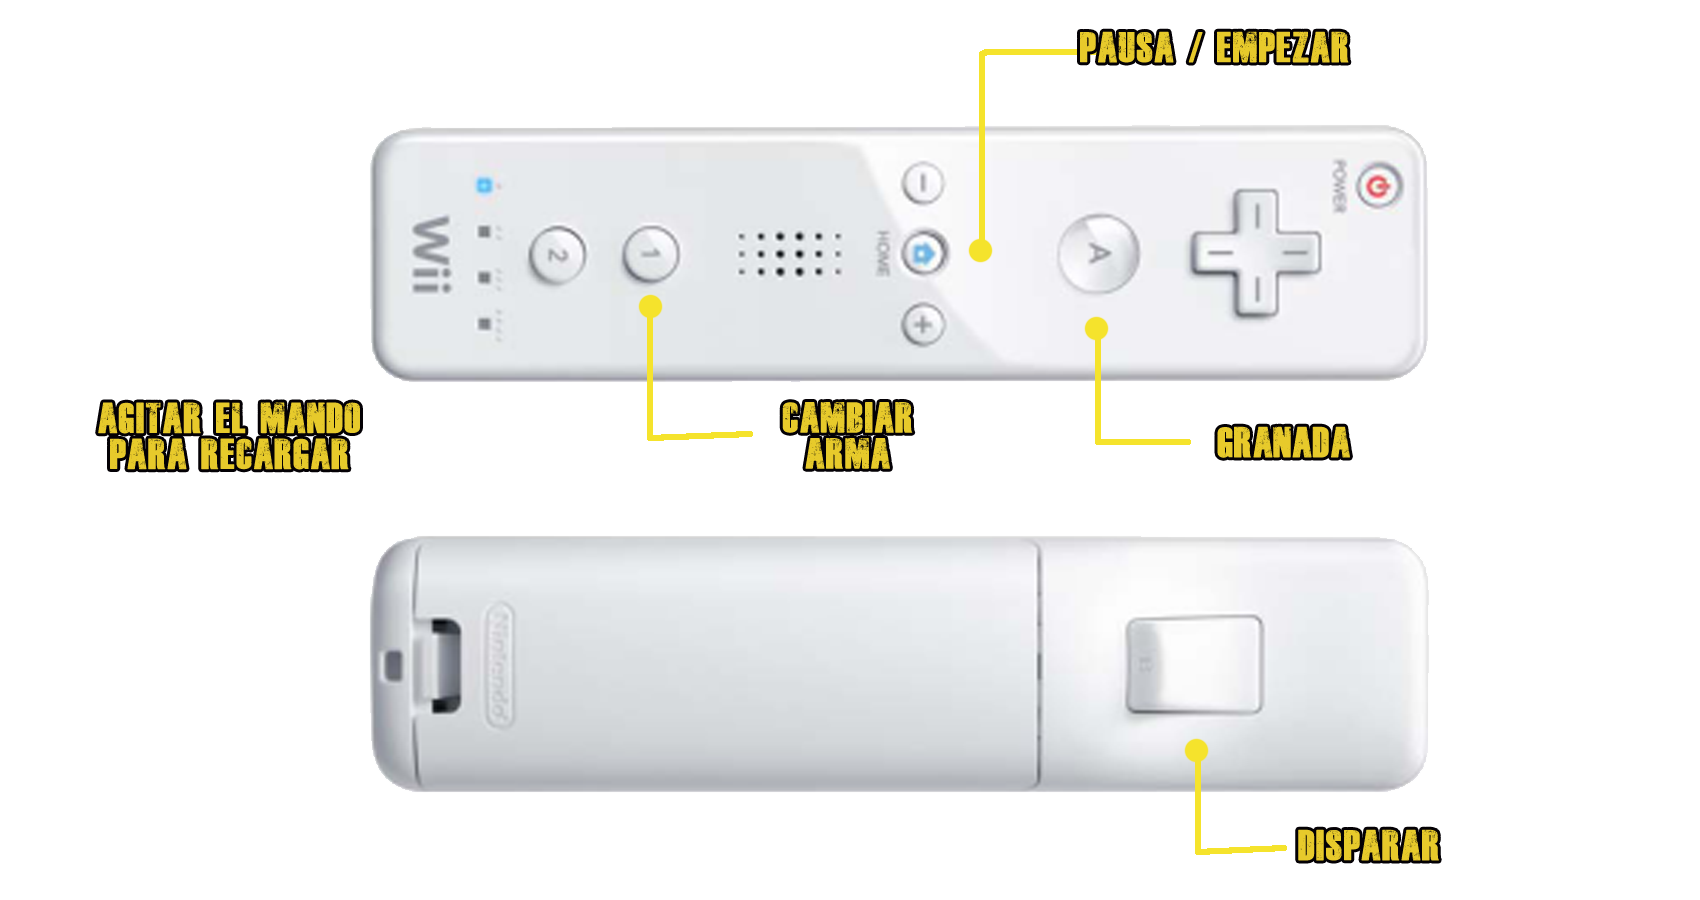 PAUSA / EMPEZAR
POWER
HOME
-
+
A
1
2
Wii
AGITAR EL MANDO
PARA RECARGAR
CAMBIAR
ARMA
GRANADA
Nintendo
B
DISPARAR